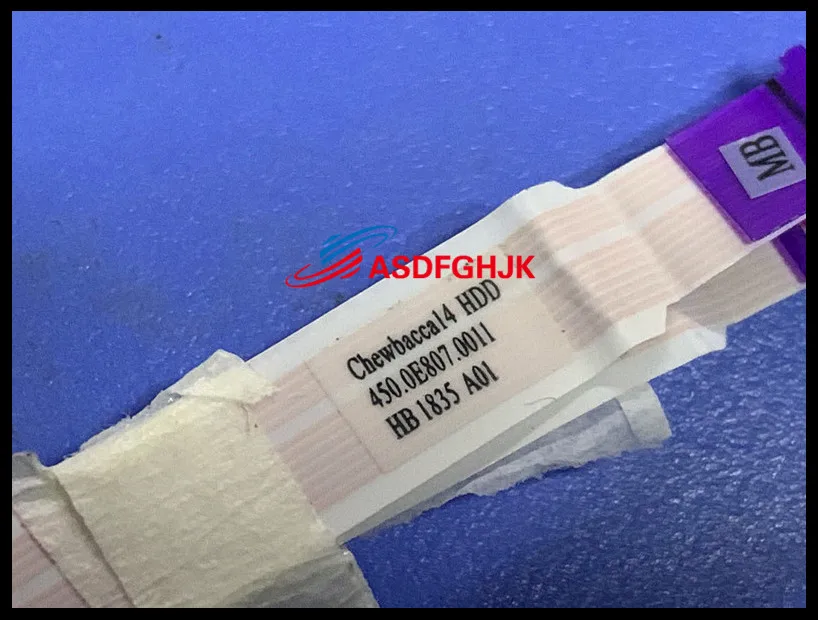 MB
ASDFGHJK
Chewbacca14 HDD
450.0E807.0011
HB 1835 A01